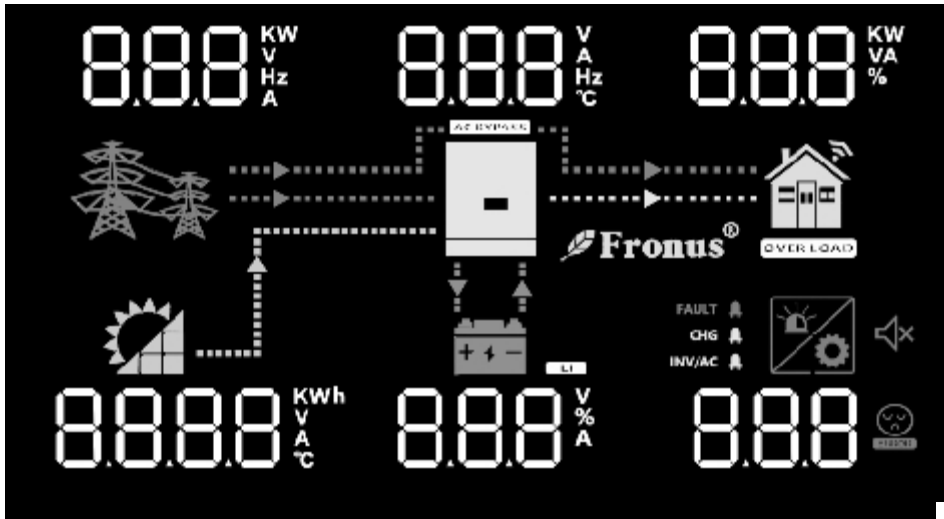 8.8.8 KW
V
Hz
A
8.8.8 V
A
Hz
℃
8.8.8 KW
VA
%
AC BYPASS
Fronus®
OVER LOAD
FAULT
CHG
INV/AC
LI
8.8.8.8 KWh
V
A
℃
8.8.8 V
%
A
8.8.8